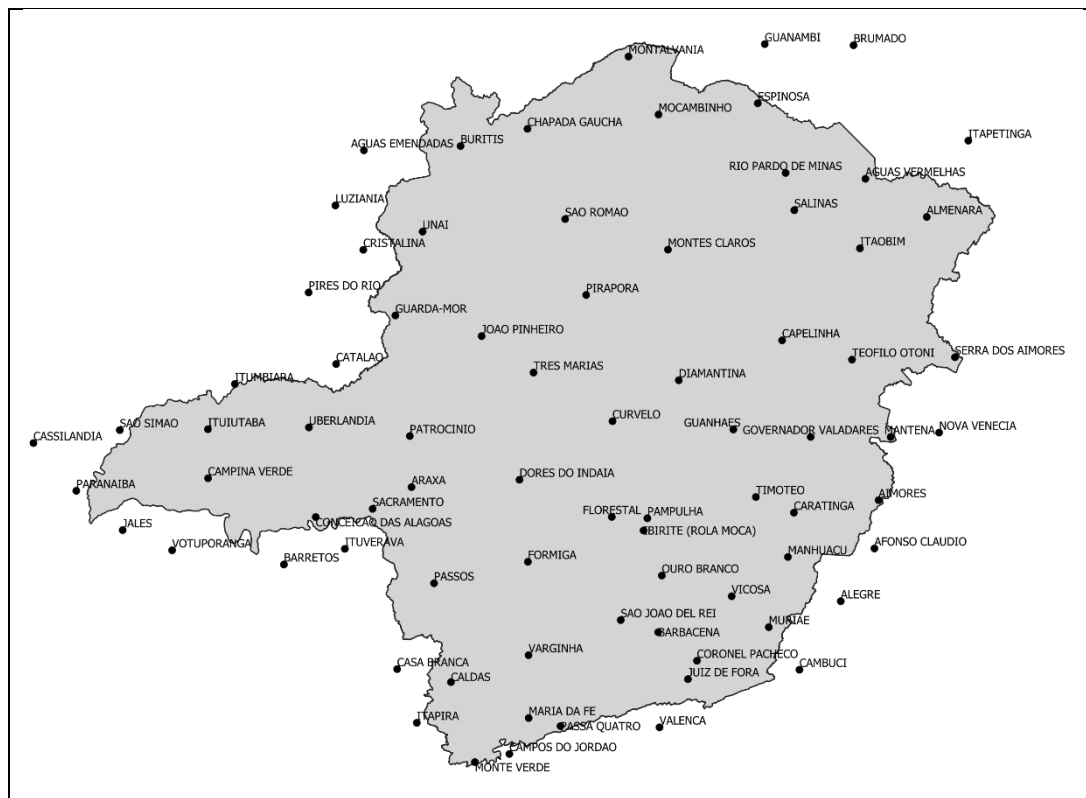 GUANAMBI
BRUMADO
MONTALVANIA
ESPINOSA
MOCAMBINHO
CHAPADA GAUCHA
ITAPETINGA
BURITIS
AGUAS EMENDADAS
RIO PARDO DE MINAS
AGUAS VERMELHAS
LUZIANIA
SALINAS
ALMENARA
SAO ROMAO
UNAI
CRISTALINA
MONTES CLAROS
ITAOBIM
PIRES DO RIO
PIRAPORA
GUARDA-MOR
JOAO PINHEIRO
CAPELINHA
CATALAO
TEOFILO OTONI
SERRA DOS AIMORES
TRES MARIAS
DIAMANTINA
ITUMBIARA
CURVELO
SAO SIMAO
ITUIUTABA
UBERLANDIA
PATROCINIO
GUANHAES
GOVERNADOR VALADARES
MANTENA
NOVA VENECIA
CASSILANDIA
CAMPINA VERDE
DORES DO INDAIA
PARANAIBA
ARAXA
TIMOTEO
AIMORES
SACRAMENTO
CARATINGA
FLORESTAL
PAMPULHA
CONCEICAO DAS ALAGOAS
JALES
IBIRITE (ROLA MOCA)
VOTUPORANGA
ITUVERAVA
AFONSO CLAUDIO
BARRETOS
FORMIGA
MANHUACU
OURO BRANCO
PASSOS
VICOSA
ALEGRE
SAO JOAO DEL REI
MURIAE
BARBACENA
VARGINHA
CORONEL PACHECO
CASA BRANCA
CAMBUCI
CALDAS
JUIZ DE FORA
MARIA DA FE
ITAPIRA
PASSA QUATRO
VALENCA
CAMPOS DO JORDAO
MONTE VERDE